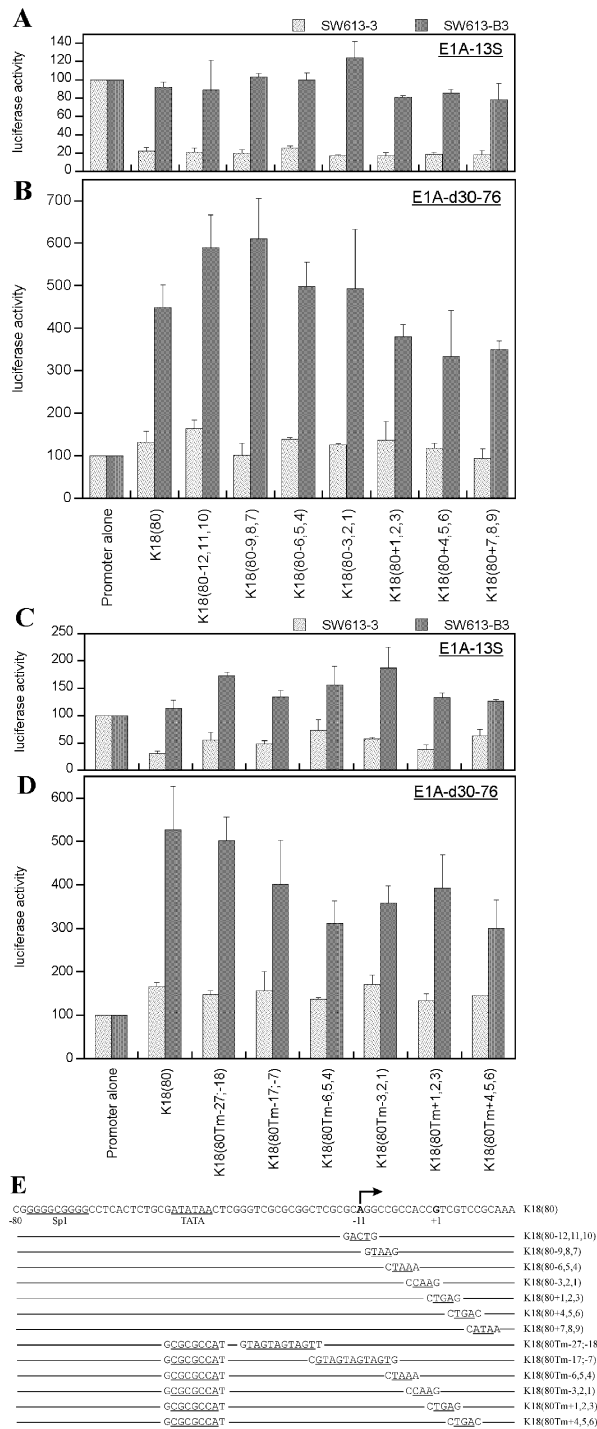 A
SW613-3 SW613-B3
E1A-13S
luciferase activity
140
120
100
80
60
40
20
0
B
E1A-d30-76
luciferase activity
700
600
500
400
300
200
100
0
Promoter alone
K18(80)
K18(80-12,11,10)
K18(80-9,8,7)
K18(80-6,5,4)
K18(80-3,2,1)
K18(80+1,2,3)
K18(80+4,5,6)
K18(80+7,8,9)
C
SW613-3 SW613-B3
E1A-13S
luciferase activity
250
200
150
100
50
0
D
E1A-d30-76
luciferase activity
600
500
400
300
200
100
0
Promoter alone
K18(80)
K18(80Tm-27;-18)
K18(80Tm-17;-7)
K18(80Tm-6,5,4)
K18(80Tm-3,2,1)
K18(80Tm+1,2,3)
K18(80Tm+4,5,6)
E
CGGGGGCGGGGCCTCACTCTGCGATATAACTCGGGTCGCGCGGCTCGCGCAGGCCGCCACCGTCGTCCGCAAA K18(80)
-80 Sp1 TATA -11 +1
GACTG K18(80-12,11,10)
GTAAG K18(80-9,8,7)
CTAAA K18(80-6,5,4)
CCAAG K18(80-3,2,1)
CTGAG K18(80+1,2,3)
CTGAC K18(80+4,5,6)
CATAA K18(80+7,8,9)
GCGCGCCAT GTAGTAGTAGTT K18(80Tm-27;-18
GCGCGCCAT CGTAGTAGTAGTG K18(80Tm-17;-7)
GCGCGCCAT CTAAA K18(80Tm-6,5,4)
GCGCGCCAT CCAAG K18(80Tm-3,2,1)
GCGCGCCAT CTGAG K18(80Tm+1,2,3)
GCGCGCCAT CTGAC K18(80Tm+4,5,6)